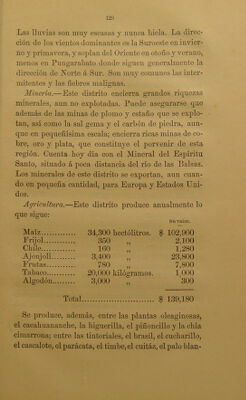 129
Las lluvias son muy escasas y nunca hiela. La direc-
ción de los vientos dominantes es la Suroeste en invier-
no y primavera, y soplan del Oriente en otoño y verano,
menos en Pungarabato donde siguen generalmente la
dirección de Norte á Sur. Son muy comunes las inter-
mitentes y las fiebres malignas.
Minería.—Este distrito encierra grandes riquezas
minerales, aun no explotadas. Puede asegurarse que
además de las minas de plomo y estaño que se explo-
tan, así como la sal gema y el carbón de piedra, aun-
que en pequeñísima escala; encierra ricas minas de co-
bre, oro y plata, que constituye el porvenir de esta
región. Cuenta hoy día con el Mineral del Espíritu
Santo, situado á poca distancia del río de las Balsas.
Los minerales de este distrito se exportan, aun cuan-
do en pequeña cantidad, para Europa y Estados Uni-
dos.
Agricultura.—Este distrito produce anualmente lo
que sigue:
SU VALOR.
Maíz............... 34,300 hectólitros. $ 102,900
Frijol............... 350 „ 2,100
Chile............... 160 „ 1,280
Ajonjolí............ 3,400 „ 23,800
Frutas.............. 780 „ 7,800
Tabaco............. 20,000 kilógramos. 1,000
Algodón........... 3,000 „ 300
Total................... $ 139,180
Se produce, además, entre las plantas oleaginosas,
el cacahuananche, la higuerilla, el piñoncillo y la chía
cimarrona; entre las tintoriales, el brasil, el cucharillo,
el cascalote, el parácata, el timbe, el cuitáz, el palo blan-